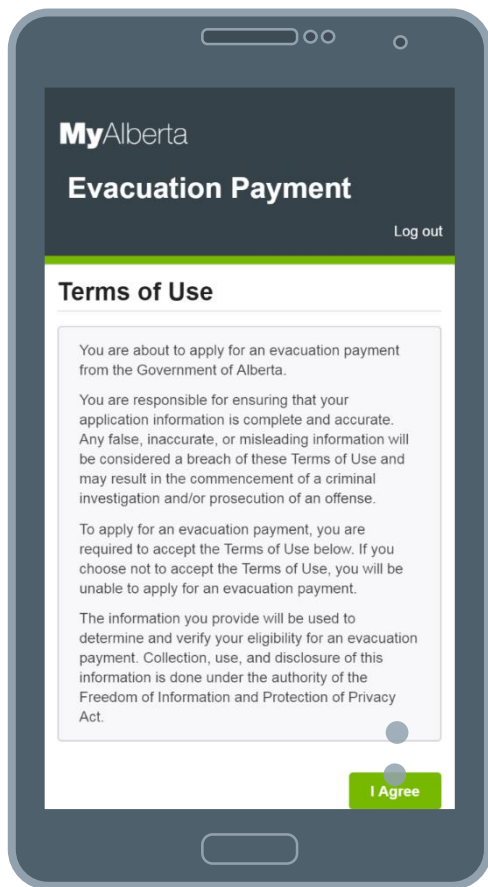 MyAlberta
Evacuation Payment
Log out
Terms of Use
You are about to apply for an evacuation payment
from the Government of Alberta.
You are responsible for ensuring that your
application information is complete and accurate.
Any false, inaccurate, or misleading information will
be considered a breach of these Terms of Use and
may result in the commencement of a criminal
investigation and/or prosecution of an offense.
To apply for an evacuation payment, you are
required to accept the Terms of Use below. If you
choose not to accept the Terms of Use, you will be
unable to apply for an evacuation payment.
The information you provide will be used to
determine and verify your eligibility for an evacuation
payment. Collection, use, and disclosure of this
information is done under the authority of the
Freedom of Information and Protection of Privacy
Act.
I Agree